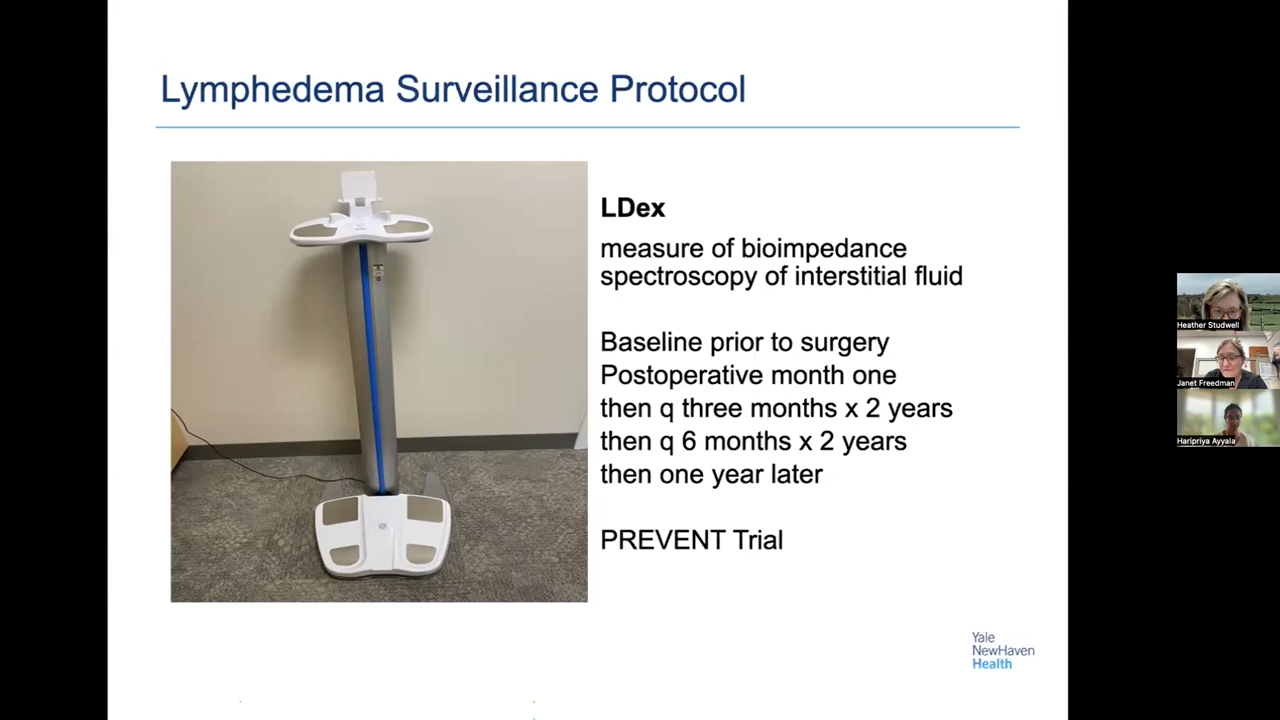 Lymphedema Surveillance Protocol
LDex
measure of bioimpedance
spectroscopy of interstitial fluid
Baseline prior to surgery
Postoperative month one
then q three months x 2 years
then q 6 months x 2 years
then one year later
PREVENT Trial
Yale
NewHaven
Health
Heather Studwell
Janet Freedman
Haripriya Ayyala